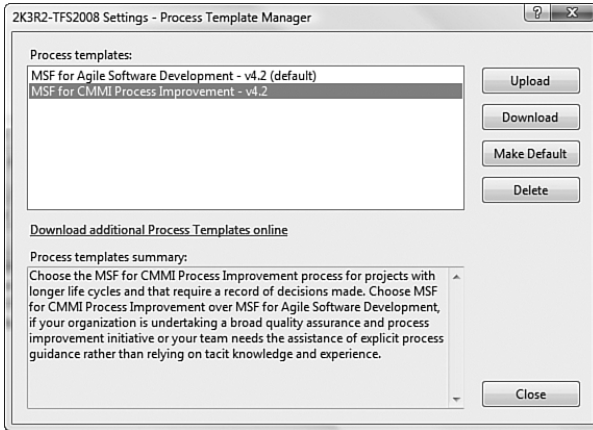 2K3R2-TFS2008 Settings - Process Template Manager
Process templates:
MSF for Agile Software Development - v4.2 (default)
MSF for CMMI Process Improvement - v4.2
Upload
Download
Make Default
Delete
Download additional Process Templates online
Process templates summary:
Choose the MSF for CMMI Process Improvement process for projects with
longer life cycles and that require a record of decisions made. Choose MSF
for CMMI Process Improvement over MSF for Agile Software Development,
if your organization is undertaking a broad quality assurance and process
improvement initiative or your team needs the assistance of explicit process
guidance rather than relying on tacit knowledge and experience.
Close